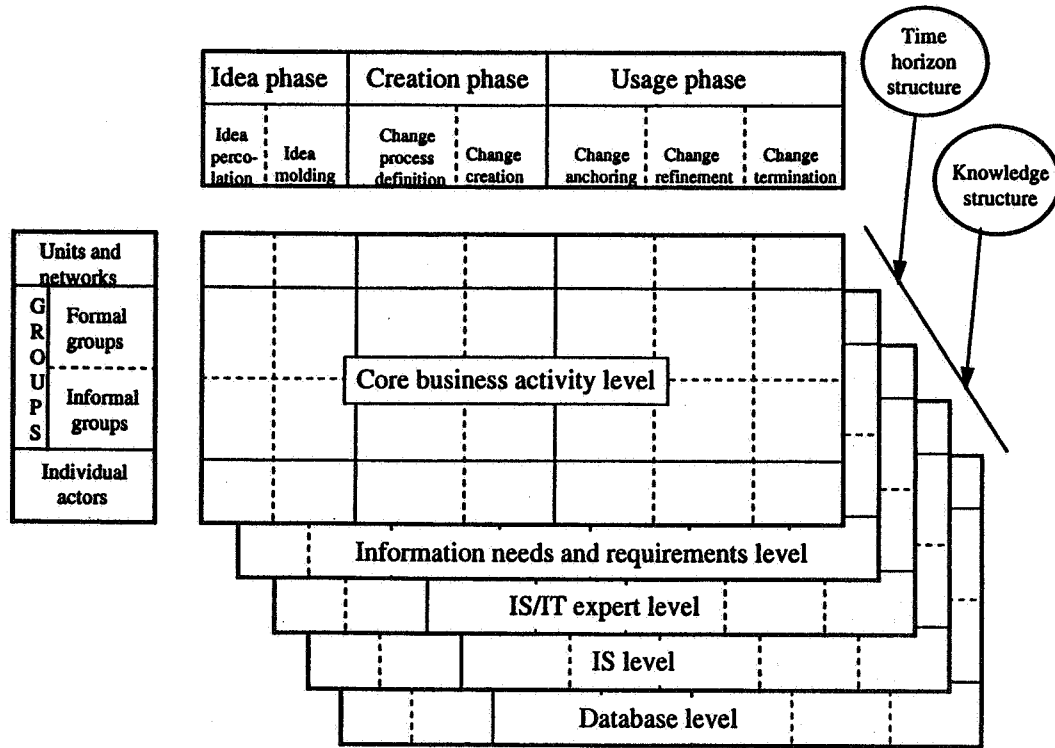 Time
horizon
structure
Knowledge
structure
Idea phase
Creation phase
Usage phase
Idea
perco-
lation
Idea
molding
Change
process
definition
Change
creation
Change
anchoring
Change
refinement
Change
termination
Units and
networks
GROUPS
Formal
groups
Informal
groups
Individual
actors
Core business activity level
Information needs and requirements level
IS/IT expert level
IS level
Database level